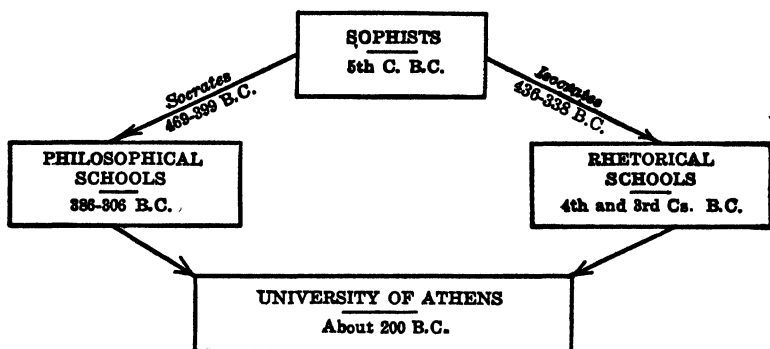 SOPHISTS
5th C. B.C.
Socrates
469-399 B.C.
Isocrates
436-338 B.C.
PHILOSOPHICAL
SCHOOLS
386-306 B.C.
RHETORICAL
SCHOOLS
4th and 3rd Cs. B.C.
UNIVERSITY OF ATHENS
About 200 B.C.